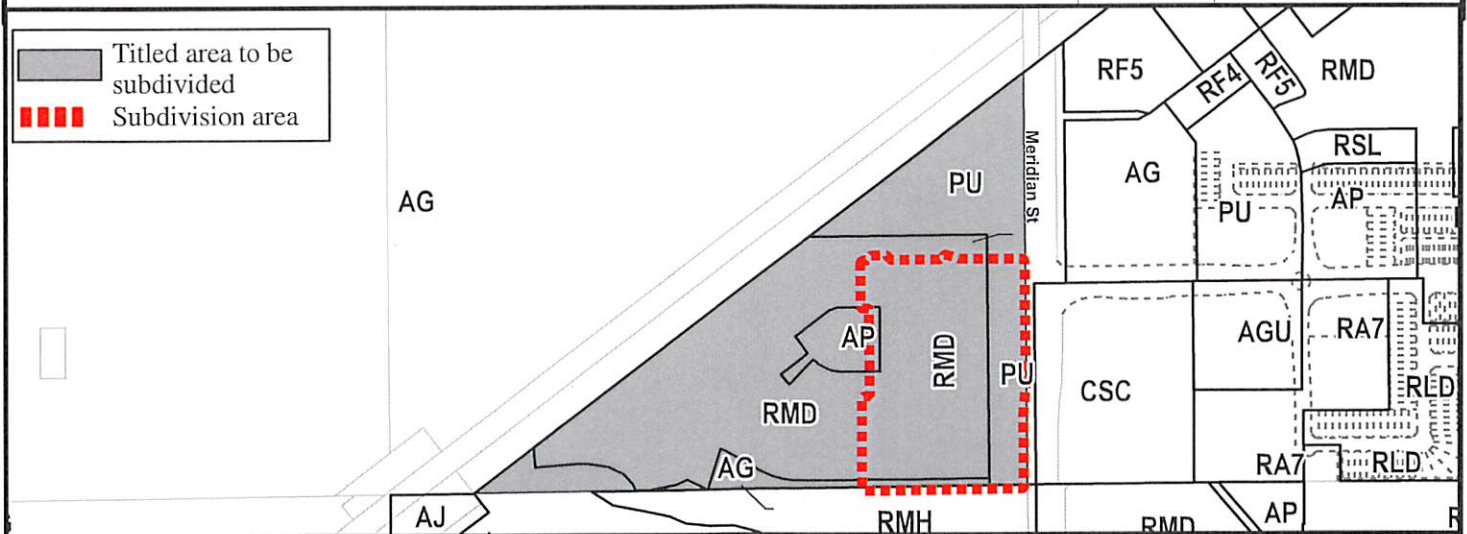 Titled area to be
subdivided
Subdivision area
RF5
RF4
RF5
RMD
AG
PU
Meridian St
AG
RSL
PU
AP
AP
RMD
PU
CSC
AGU
RA7
RLD
RMD
AG
RA7
RLD
AJ
RMH
RMD
AP